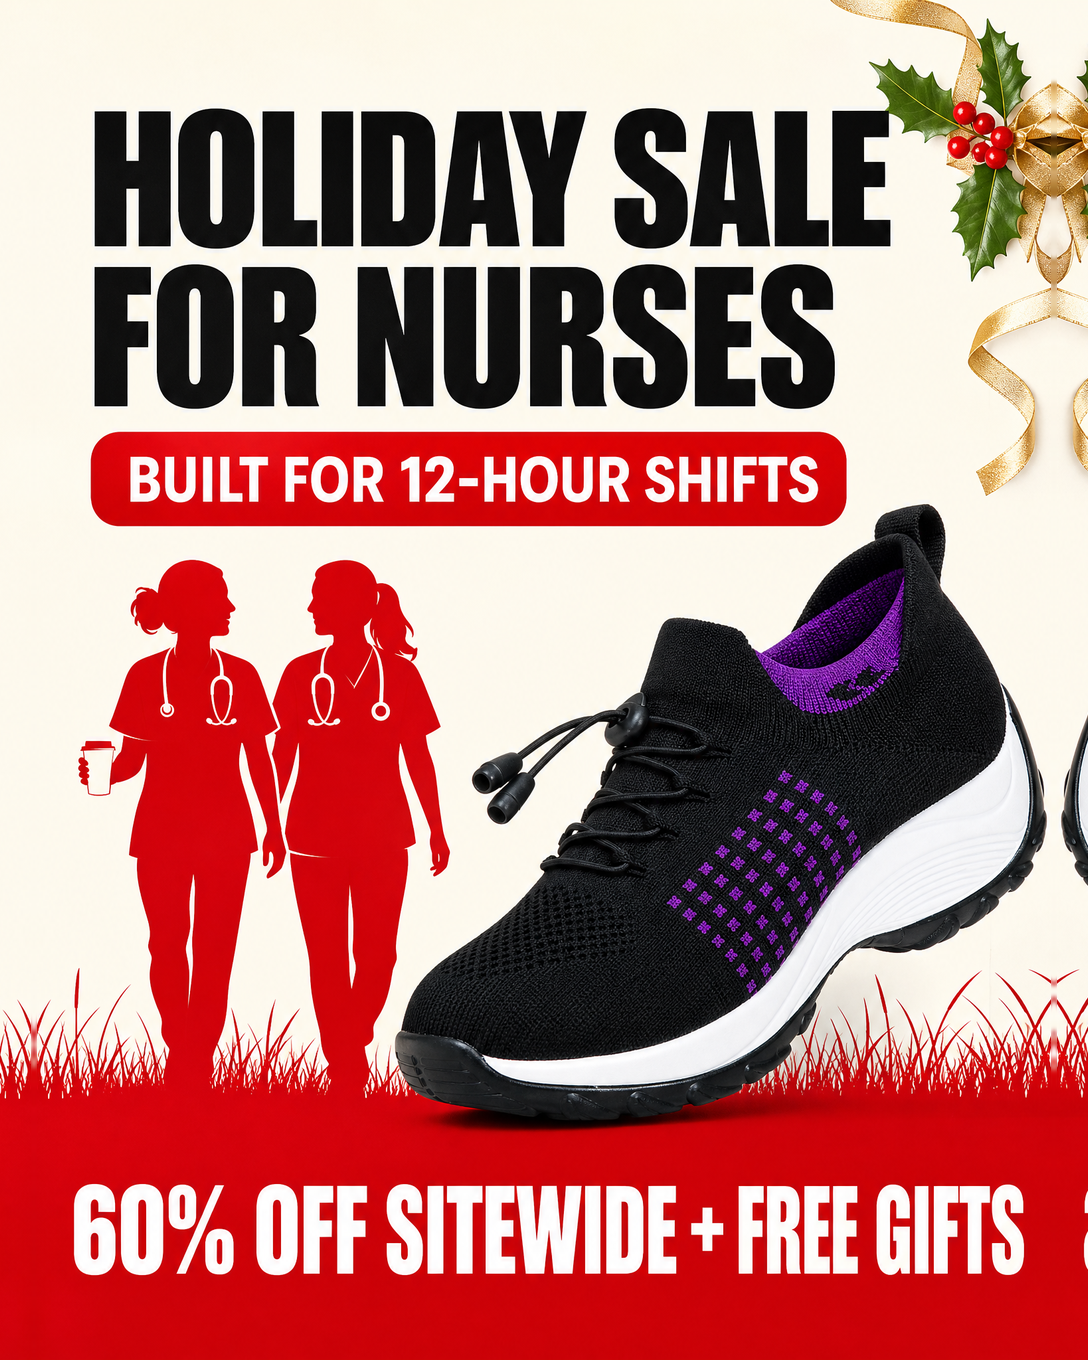 HOLIDAY SALE
FOR NURSES
BUILT FOR 12-HOUR SHIFTS
60% OFF SITEWIDE + FREE GIFTS